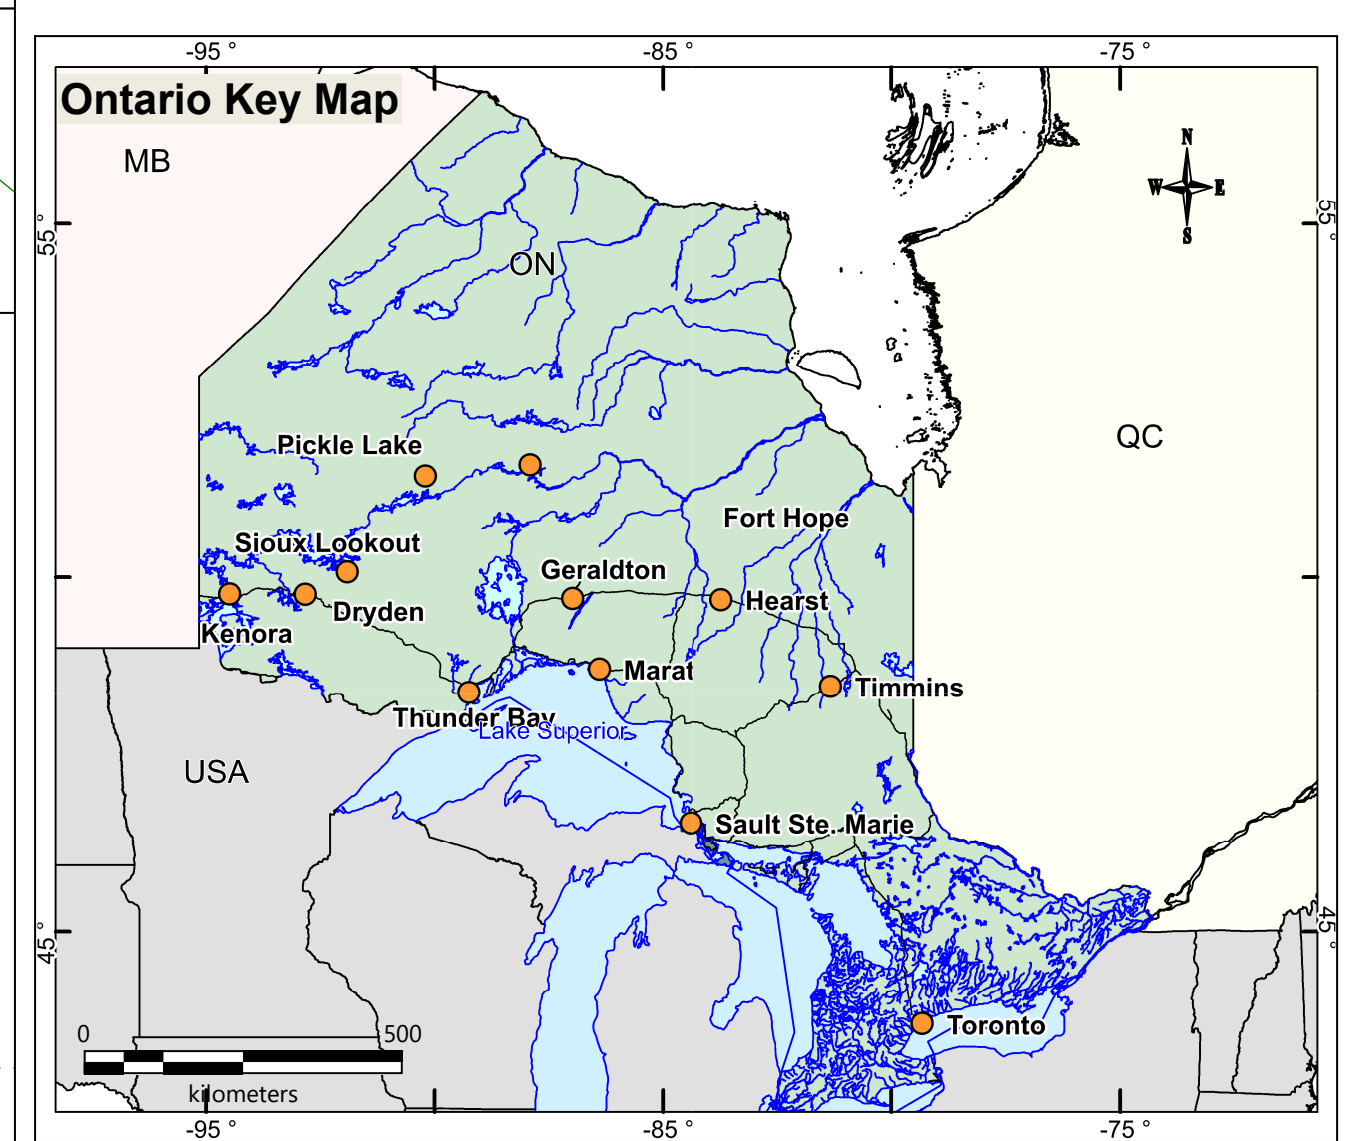 -95 °
-85 °
-75 °
Ontario Key Map
MB
N
W
E
S
55 °
55 °
ON
QC
Pickle Lake
Fort Hope
Sioux Lookout
Geraldton
Hearst
Dryden
Kenora
Marat
Timmins
Thunder Bay
Lake Superior
USA
Sault Ste. Marie
45 °
45 °
Toronto
0
500
kilometers
-95 °
-85 °
-75 °